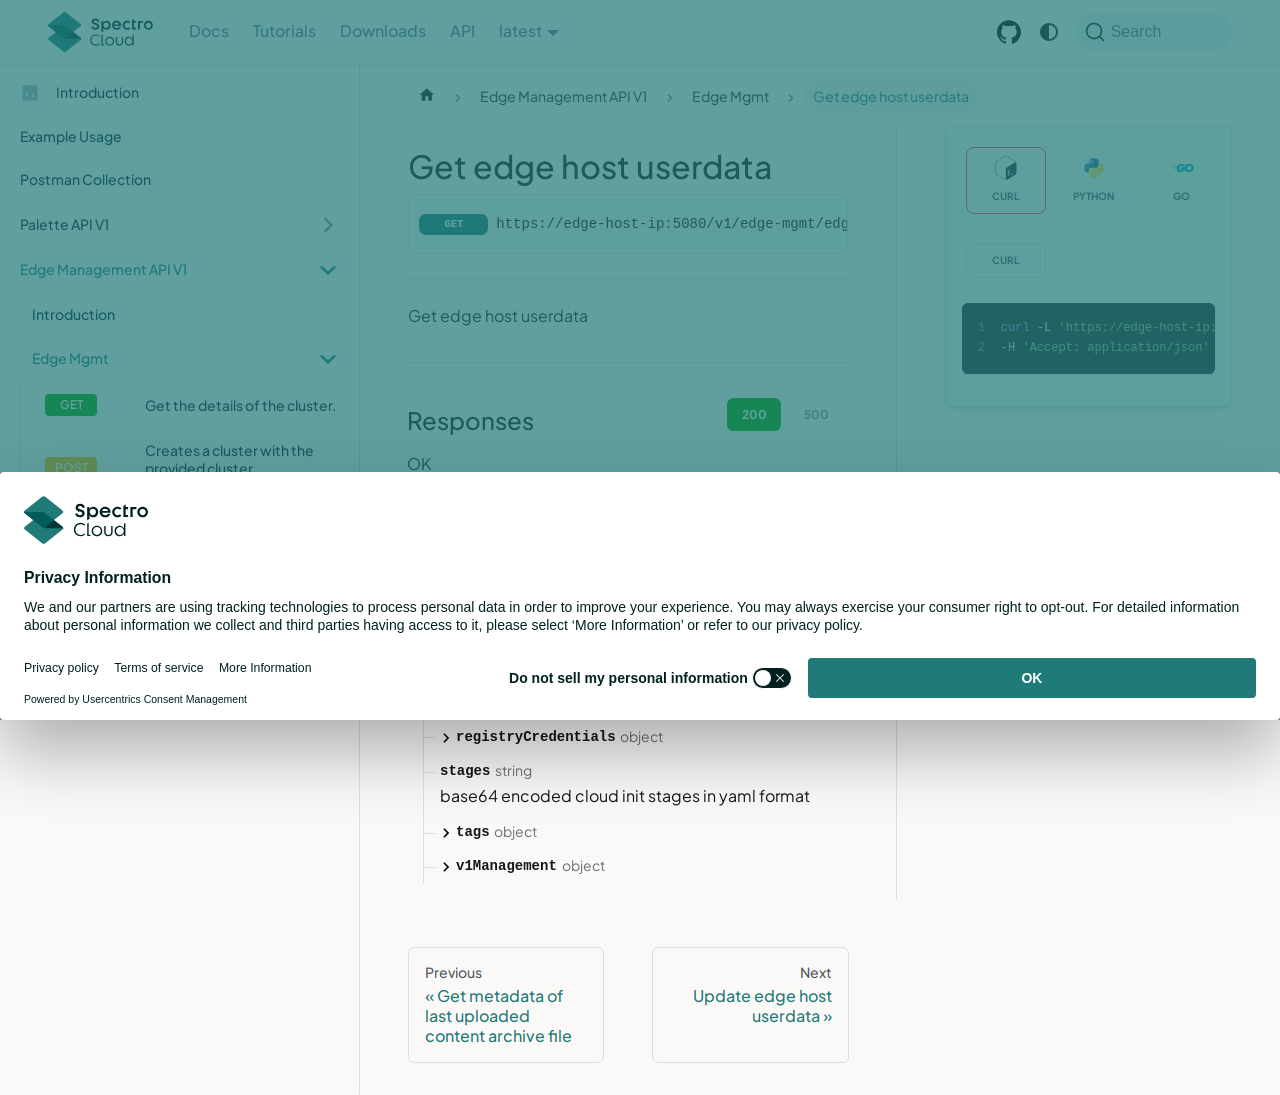 Spectro Cloud
Docs
Tutorials
Downloads
API
latest
Search
Introduction
Example Usage
Postman Collection
Palette API V1
Edge Management API V1
Introduction
Edge Mgmt
GET
Get the details of the cluster.
POST
Creates a cluster with the
provided cluster
Edge Management API V1
Edge Mgmt
Get edge host userdata
Get edge host userdata
GET
https://edge-host-ip:5080/v1/edge-mgmt/edg
Get edge host userdata
Responses
200
500
OK
CURL
PYTHON
GO
CURL
1 curl -L 'https://edge-host-ip:
2 -H 'Accept: application/json'
Spectro
Cloud
Privacy Information
We and our partners are using tracking technologies to process personal data in order to improve your experience. You may always exercise your consumer right to opt-out. For detailed information
about personal information we collect and third parties having access to it, please select ‘More Information’ or refer to our privacy policy.
Privacy policy
Terms of service
More Information
Powered by Usercentrics Consent Management
Do not sell my personal information
OK
registryCredentials object
stages string
base64 encoded cloud init stages in yaml format
tags object
v1Management object
Previous
« Get metadata of
last uploaded
content archive file
Next
Update edge host
userdata »